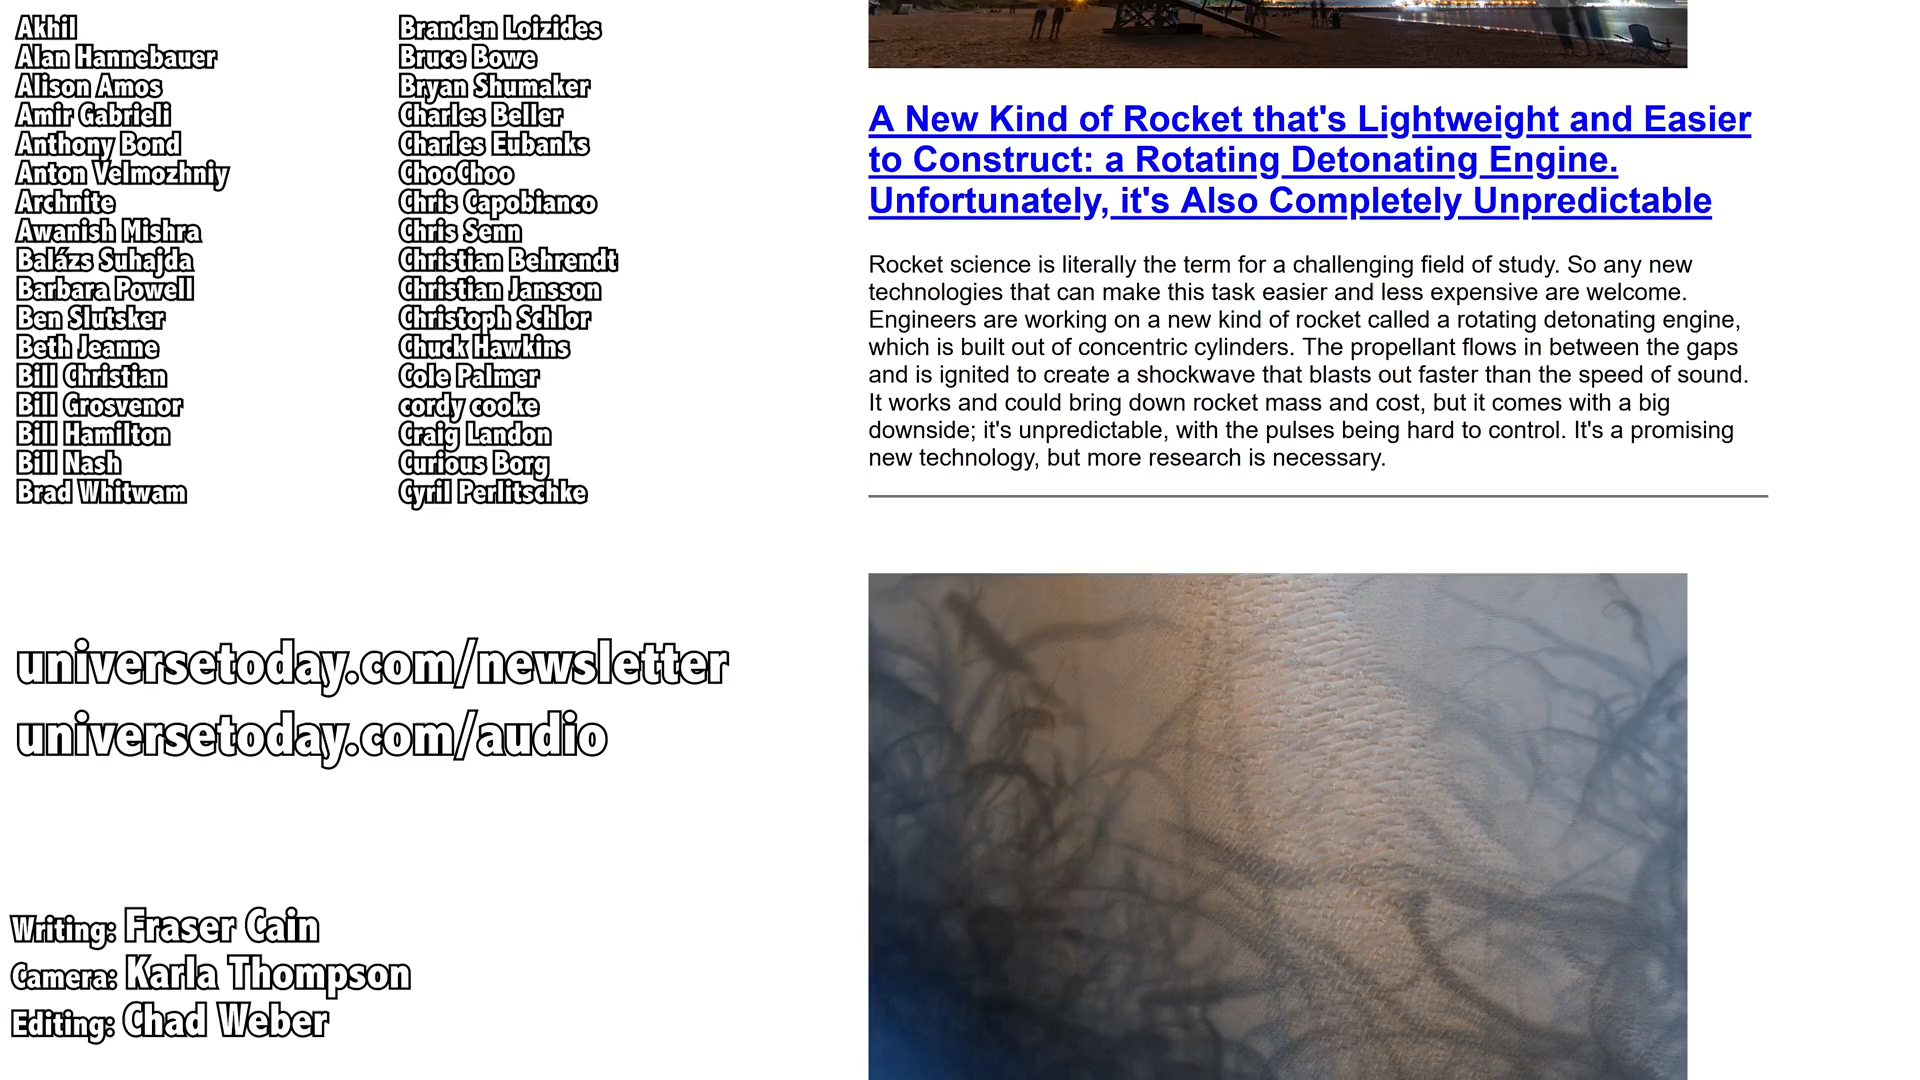 Akhil
Alan Hannebauer
Alison Amos
Amir Gabrieli
Anthony Bond
Anton Velmozhniy
Archnite
Awanish Mishra
Balázs Suhajda
Barbara Powell
Ben Slutsker
Beth Jeanne
Bill Christian
Bill Grosvenor
Bill Hamilton
Bill Nash
Brad Whitwam
Branden Loizides
Bruce Bowe
Bryan Shumaker
Charles Beller
Charles Eubanks
ChooChoo
Chris Capobianco
Chris Senn
Christian Behrendt
Christian Jansson
Christoph Schlor
Chuck Hawkins
Cole Palmer
cordy cooke
Craig Landon
Curious Borg
Cyril Perlitschke
universetoday.com/newsletter
universetoday.com/audio
Writing: Fraser Cain
Camera: Karla Thompson
Editing: Chad Weber
A New Kind of Rocket that's Lightweight and Easier
to Construct: a Rotating Detonating Engine.
Unfortunately, it's Also Completely Unpredictable
Rocket science is literally the term for a challenging field of study. So any new
technologies that can make this task easier and less expensive are welcome.
Engineers are working on a new kind of rocket called a rotating detonating engine,
which is built out of concentric cylinders. The propellant flows in between the gaps
and is ignited to create a shockwave that blasts out faster than the speed of sound.
It works and could bring down rocket mass and cost, but it comes with a big
downside; it's unpredictable, with the pulses being hard to control. It's a promising
new technology, but more research is necessary.